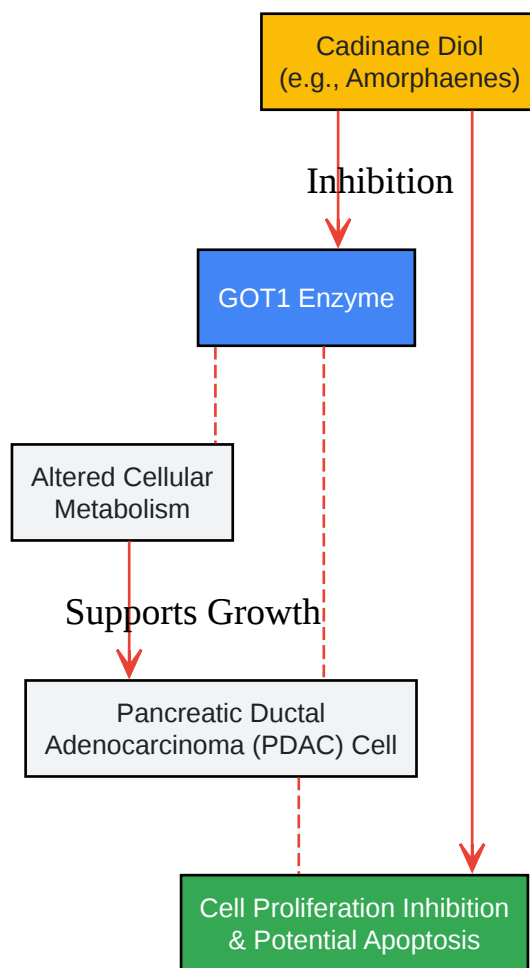 Cadinane Diol
(e.g., Amorphaenes)
Inhibition
GOT1 Enzyme
Altered Cellular
Metabolism
Supports Growth
Pancreatic Ductal
Adenocarcinoma (PDAC) Cell
Cell Proliferation Inhibition
& Potential Apoptosis